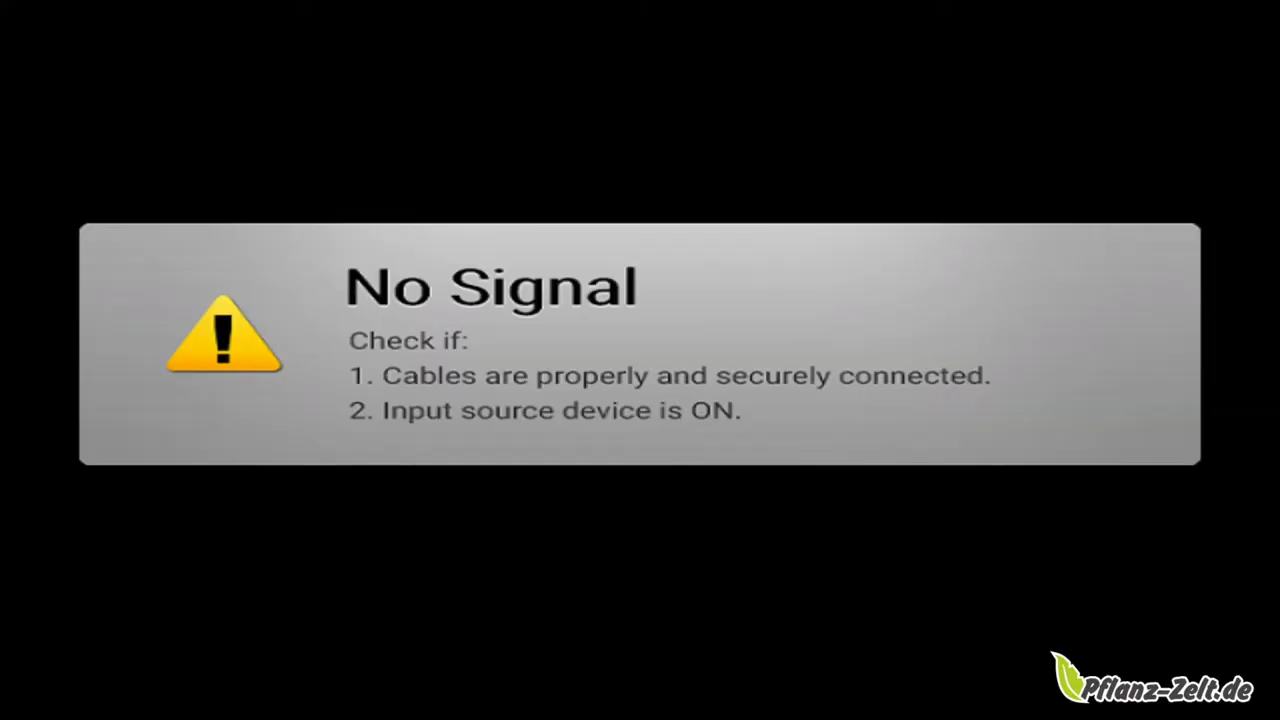 No Signal
Check if:
1. Cables are properly and securely connected.
2. Input source device is ON.
Pflanz-Zelt.de